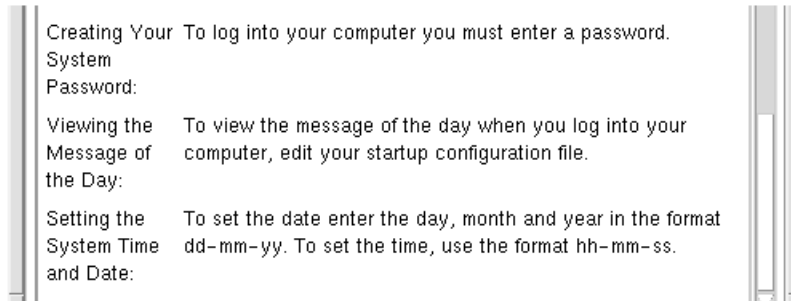 Creating Your To log into your computer you must enter a password.
System
Password:
Viewing the To view the message of the day when you log into your
Message of computer, edit your startup configuration file.
the Day:
Setting the To set the date enter the day, month and year in the format
System Time dd-mm-yy. To set the time, use the format hh-mm-ss.
and Date: